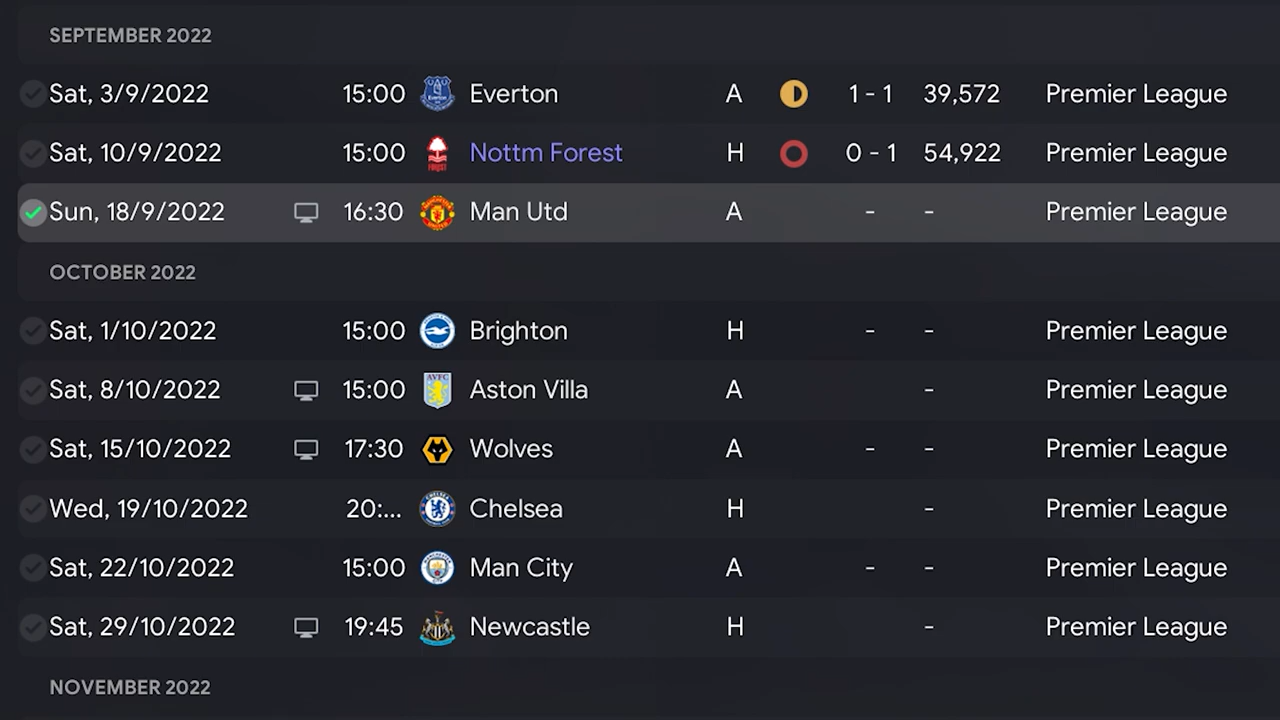 SEPTEMBER 2022
Sat, 3/9/2022 15:00 Everton A 1 - 1 39,572 Premier League
Sat, 10/9/2022 15:00 Nottm Forest H 0 - 1 54,922 Premier League
Sun, 18/9/2022 16:30 Man Utd A - - Premier League
OCTOBER 2022
Sat, 1/10/2022 15:00 Brighton H - - Premier League
Sat, 8/10/2022 15:00 Aston Villa A - Premier League
Sat, 15/10/2022 17:30 Wolves A - - Premier League
Wed, 19/10/2022 20:... Chelsea H - Premier League
Sat, 22/10/2022 15:00 Man City A - - Premier League
Sat, 29/10/2022 19:45 Newcastle H - Premier League
NOVEMBER 2022